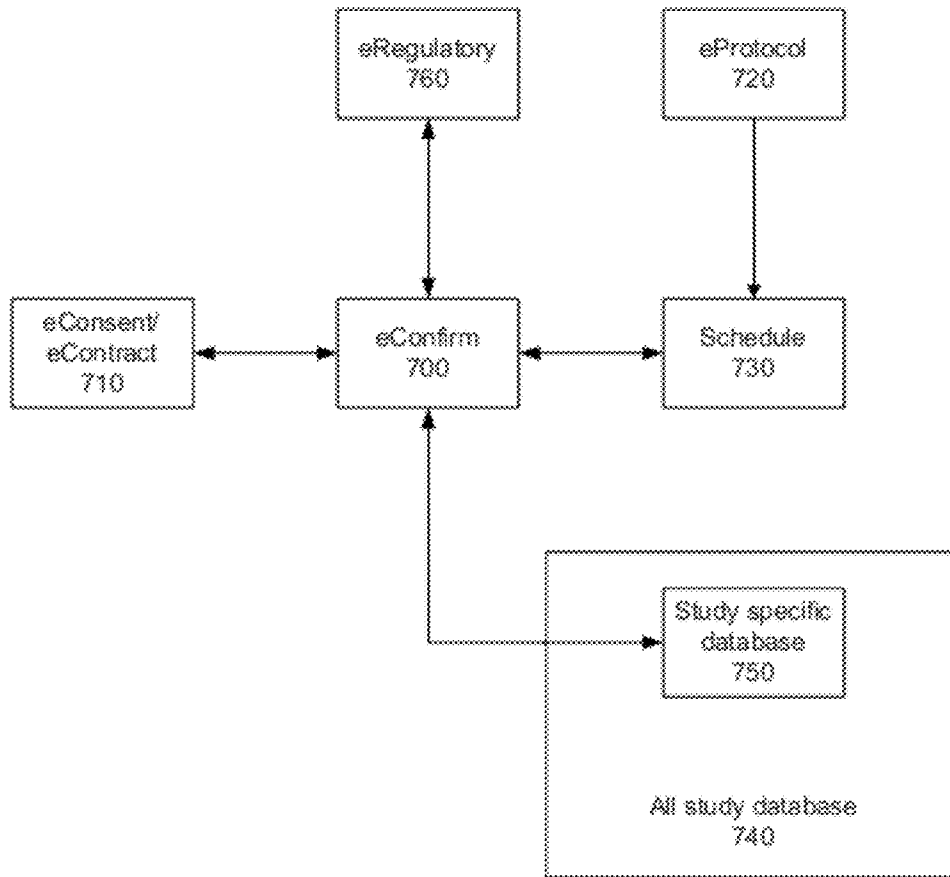 eRegulatory
760
eProtocol
720
eConsent/
eContract
710
eConfirm
700
Schedule
730
Study specific
database
750
All study database
740